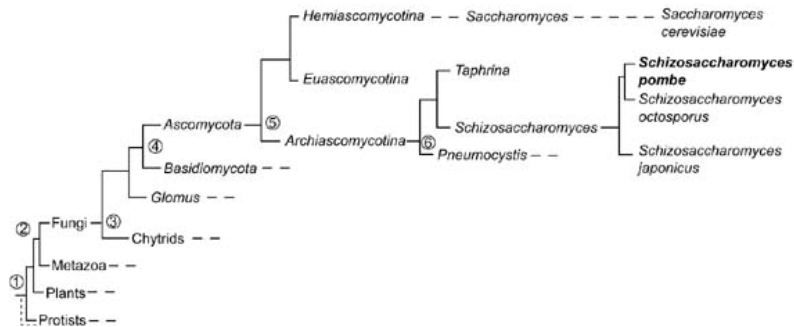 Hemiascomycotina
Saccharomyces
Saccharomyces
cerevisiae
Schizosaccharomyces
pombe
Taphrina
Euascomycotina
Schizosaccharomyces
octosporus
⑤
Ascomycota
Schizosaccharomyces
Archiascomycotina
⑥
④
Pneumocystis
Schizosaccharomyces
japonicus
Basidiomycota
Glomus
Fungi
③
②
Chytrids
Metazoa
①
Plants
Protists